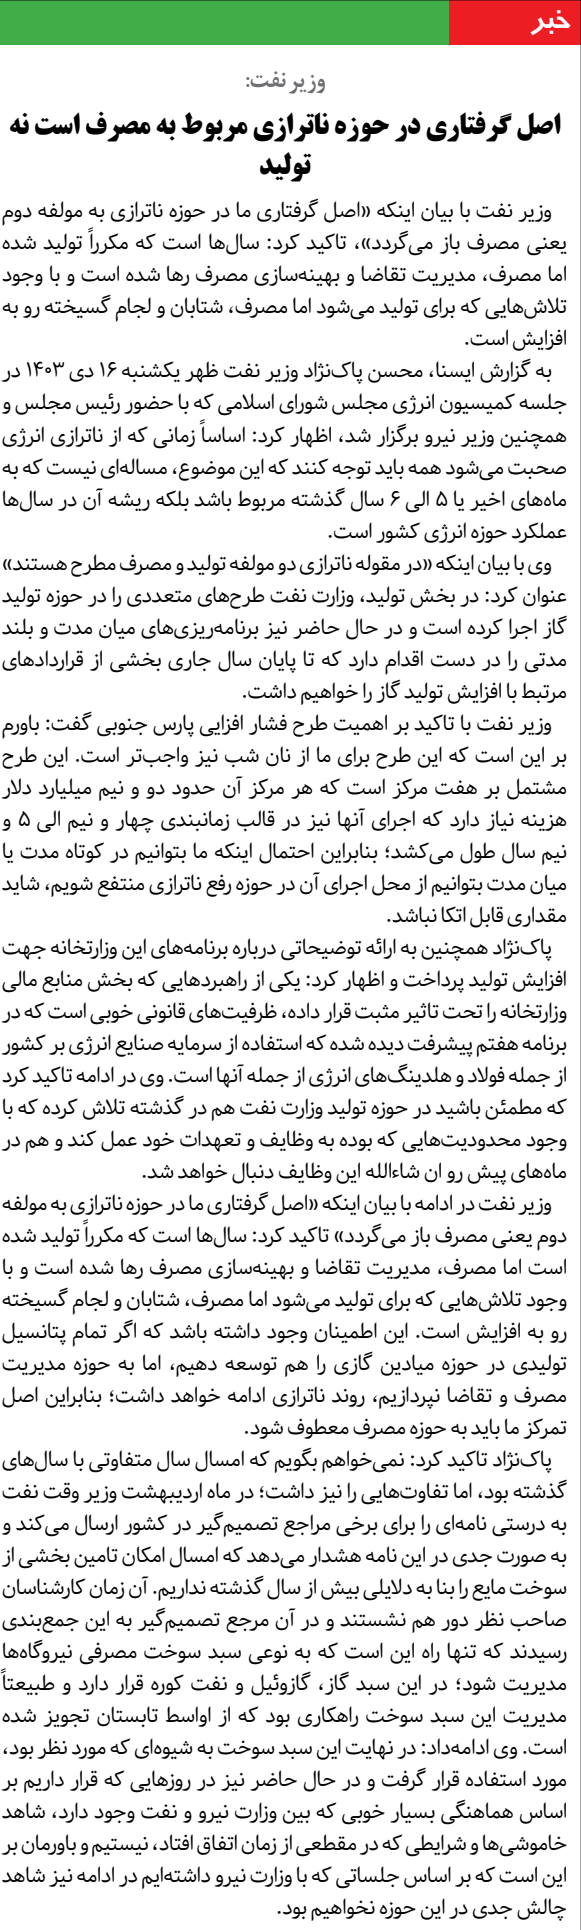 خبر
وزیر نفت:
اصل گرفتاری در حوزه ناترازی مربوط به مصرف است نه
تولید
وزیر نفت با بیان اینکه «اصل گرفتاری ما در حوزه ناترازی به مولفه دوم
یعنی مصرف باز می‌گردد»، تاکید کرد: سال‌ها است که مکرراً تولید شده
اما مصرف، مدیریت تقاضا و بهینه‌سازی مصرف رها شده است و با وجود
تلاش‌هایی که برای تولید می‌شود اما مصرف، شتابان و لجام گسیخته رو به
افزایش است.
به گزارش ایسنا، محسن پاک‌نژاد وزیر نفت ظهر یکشنبه ۱۶ دی ۱۴۰۳ در
جلسه کمیسیون انرژی مجلس شورای اسلامی که با حضور رئیس مجلس و
همچنین وزیر نیرو برگزار شد، اظهار کرد: اساساً زمانی که از ناترازی انرژی
صحبت می‌شود همه باید توجه کنند که این موضوع، مساله‌ای نیست که به
ماه‌های اخیر یا ۵ الی ۶ سال گذشته مربوط باشد بلکه ریشه آن در سال‌ها
عملکرد حوزه انرژی کشور است.
وی با بیان اینکه «در مقوله ناترازی دو مولفه تولید و مصرف مطرح هستند»
عنوان کرد: در بخش تولید، وزارت نفت طرح‌های متعددی را در حوزه تولید
گاز اجرا کرده است و در حال حاضر نیز برنامه‌ریزی‌های میان مدت و بلند
مدتی را در دست اقدام دارد که تا پایان سال جاری بخشی از قراردادهای
مرتبط با افزایش تولید گاز را خواهیم داشت.
وزیر نفت با تاکید بر اهمیت طرح فشار افزایی پارس جنوبی گفت: باورم
بر این است که این طرح برای ما از نان شب نیز واجب‌تر است. این طرح
مشتمل بر هفت مرکز است که هر مرکز آن حدود دو و نیم میلیارد دلار
هزینه نیاز دارد که اجرای آنها نیز در قالب زمانبندی چهار و نیم الی ۵ و
نیم سال طول می‌کشد؛ بنابراین احتمال اینکه ما بتوانیم در کوتاه مدت یا
میان مدت بتوانیم از محل اجرای آن در حوزه رفع ناترازی منتفع شویم، شاید
مقداری قابل اتکا نباشد.
پاک‌نژاد همچنین به ارائه توضیحاتی درباره برنامه‌های این وزارتخانه جهت
افزایش تولید پرداخت و اظهار کرد: یکی از راهبردهایی که بخش منابع مالی
وزارتخانه را تحت تاثیر مثبت قرار داده، ظرفیت‌های قانونی خوبی است که در
برنامه هفتم پیشرفت دیده شده که استفاده از سرمایه صنایع انرژی بر کشور
از جمله فولاد و هلدینگ‌های انرژی از جمله آنها است. وی در ادامه تاکید کرد
که مطمئن باشید در حوزه تولید وزارت نفت هم در گذشته تلاش کرده که با
وجود محدودیت‌هایی که بوده به وظایف و تعهدات خود عمل کند و هم در
ماه‌های پیش رو ان شاءالله این وظایف دنبال خواهد شد.
وزیر نفت در ادامه با بیان اینکه «اصل گرفتاری ما در حوزه ناترازی به مولفه
دوم یعنی مصرف باز می‌گردد» تاکید کرد: سال‌ها است که مکرراً تولید شده
است اما مصرف، مدیریت تقاضا و بهینه‌سازی مصرف رها شده است و با
وجود تلاش‌هایی که برای تولید می‌شود اما مصرف، شتابان و لجام گسیخته
رو به افزایش است. این اطمینان وجود داشته باشد که اگر تمام پتانسیل
تولیدی در حوزه میادین گازی را هم توسعه دهیم، اما به حوزه مدیریت
مصرف و تقاضا نپردازیم، روند ناترازی ادامه خواهد داشت؛ بنابراین اصل
تمرکز ما باید به حوزه مصرف معطوف شود.
پاک‌نژاد تاکید کرد: نمی‌خواهم بگویم که امسال سال متفاوتی با سال‌های
گذشته بود، اما تفاوت‌هایی را نیز داشت؛ در ماه اردیبهشت وزیر وقت نفت
به درستی نامه‌ای را برای برخی مراجع تصمیم‌گیر در کشور ارسال می‌کند و
به صورت جدی در این نامه هشدار می‌دهد که امسال امکان تامین بخشی از
سوخت مایع را بنا به دلایلی بیش از سال گذشته نداریم. آن زمان کارشناسان
صاحب نظر دور هم نشستند و در آن مرجع تصمیم‌گیر به این جمع‌بندی
رسیدند که تنها راه این است که به نوعی سبد سوخت مصرفی نیروگاه‌ها
مدیریت شود؛ در این سبد گاز، گازوئیل و نفت کوره قرار دارد و طبیعتاً
مدیریت این سبد سوخت راهکاری بود که از اواسط تابستان تجویز شده
است. وی ادامه‌داد: در نهایت این سبد سوخت به شیوه‌ای که مورد نظر بود،
مورد استفاده قرار گرفت و در حال حاضر نیز در روزهایی که قرار داریم بر
اساس هماهنگی بسیار خوبی که بین وزارت نیرو و نفت وجود دارد، شاهد
خاموشی‌ها و شرایطی که در مقطعی از زمان اتفاق افتاد، نیستیم و باورمان بر
این است که بر اساس جلساتی که با وزارت نیرو داشته‌ایم در ادامه نیز شاهد
چالش جدی در این حوزه نخواهیم بود.